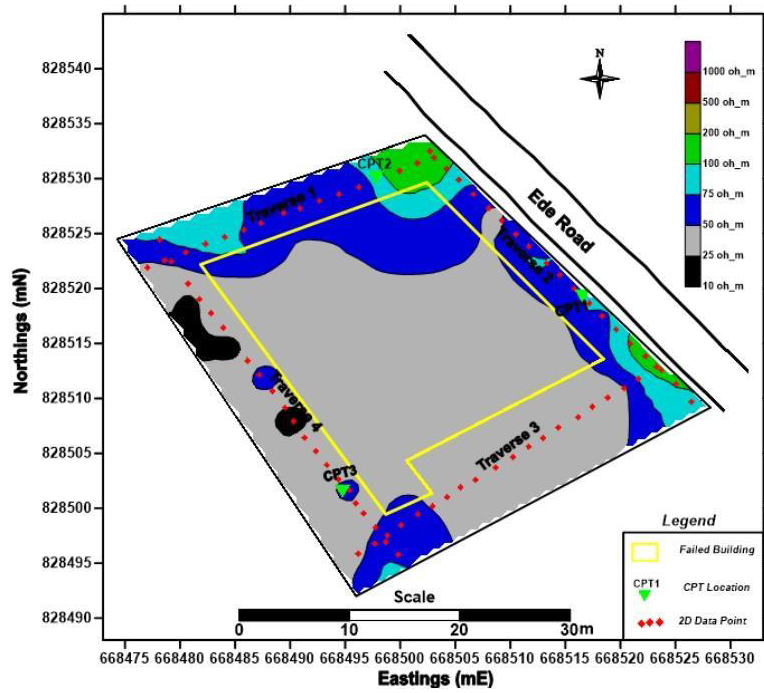 828540
828535
828530
828525
828520
828515
828510
828505
828500
828495
828490
Northings (mN)
N
CPT2
Traverse 1
Ede Road
Traverse 2
CPT1
Traverse 4
Traverse 3
CPT3
1000 oh_m
500 oh_m
200 oh_m
100 oh_m
75 oh_m
50 oh_m
25 oh_m
10 oh_m
Legend
Failed Building
CPT1 CPT Location
2D Data Point
Scale
0 10 20 30m
668475 668480 668485 668490 668495 668500 668505 668510 668515 668520 668525 668530
Eastings (mE)